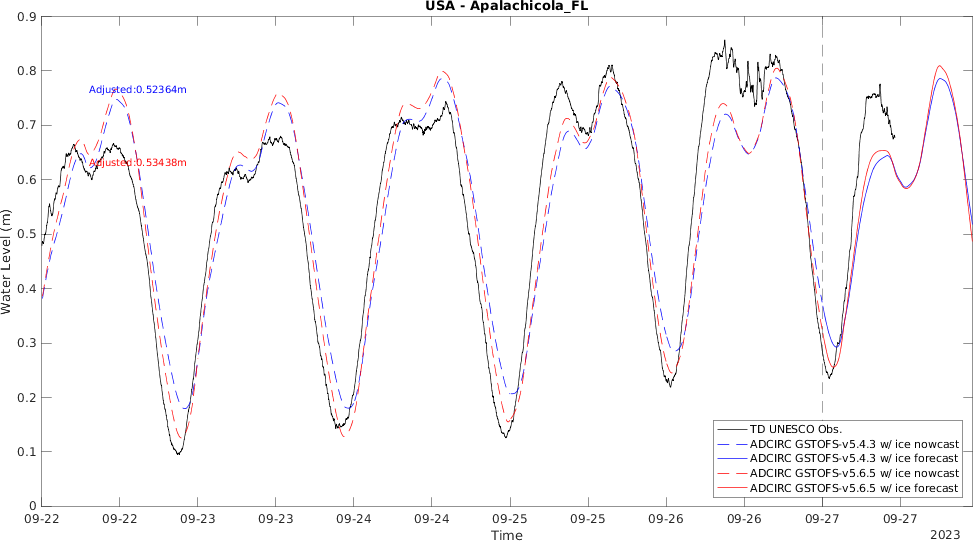 USA - Apalachicola_FL
0.9
0.8
0.7
0.6
0.5
0.4
0.3
0.2
0.1
0
Water Level (m)
Adjusted:0.52364m
Adjusted:0.53438m
TD UNESCO Obs.
ADCIRC GSTOFS-v5.4.3 w/ ice nowcast
ADCIRC GSTOFS-v5.4.3 w/ ice forecast
ADCIRC GSTOFS-v5.6.5 w/ ice nowcast
ADCIRC GSTOFS-v5.6.5 w/ ice forecast
09-22 09-22 09-23 09-23 09-24 09-24 09-25 09-25 09-26 09-26 09-27 09-27
Time
2023